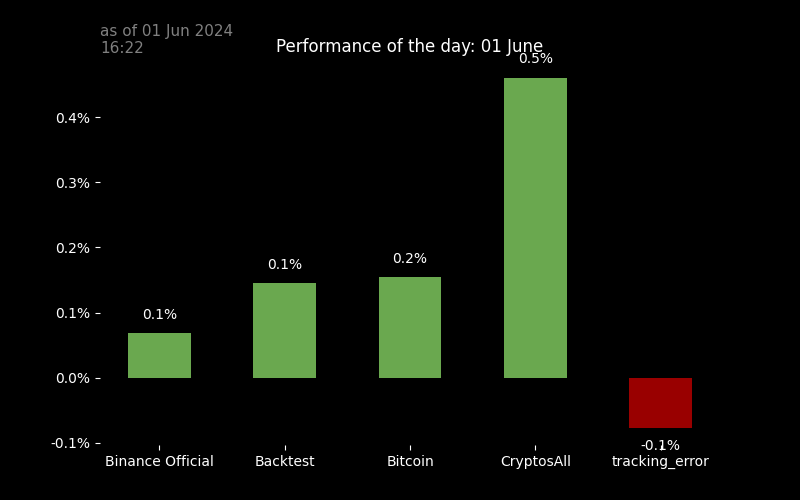 as of 01 Jun 2024
16:22
Performance of the day: 01 June
0.5%
0.4%
0.3%
0.2%
0.2%
0.1%
0.1%
0.1%
0.0%
-0.1%
-0.1%
Binance Official
Backtest
Bitcoin
CryptosAll
tracking_error